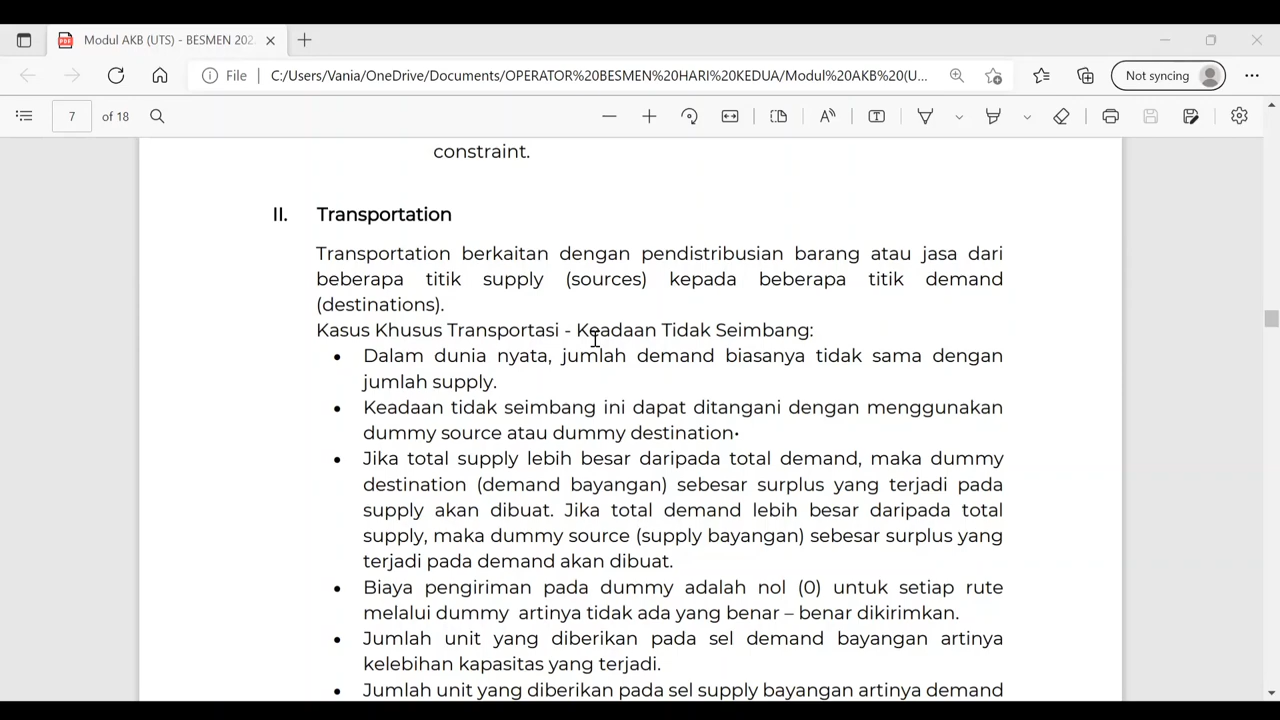 Modul AKB (UTS) - BESMEN 202
File
C:/Users/Vania/OneDrive/Documents/OPERATOR%20BESMEN%20HARI%20KEDUA/Modul%20AKB%20(U...
Not syncing
7
of 18
constraint.
II. Transportation
Transportation berkaitan dengan pendistribusian barang atau jasa dari
beberapa titik supply (sources) kepada beberapa titik demand
(destinations).
Kasus Khusus Transportasi - Keadaan Tidak Seimbang:
• Dalam dunia nyata, jumlah demand biasanya tidak sama dengan
jumlah supply.
• Keadaan tidak seimbang ini dapat ditangani dengan menggunakan
dummy source atau dummy destination•
• Jika total supply lebih besar daripada total demand, maka dummy
destination (demand bayangan) sebesar surplus yang terjadi pada
supply akan dibuat. Jika total demand lebih besar daripada total
supply, maka dummy source (supply bayangan) sebesar surplus yang
terjadi pada demand akan dibuat.
• Biaya pengiriman pada dummy adalah nol (0) untuk setiap rute
melalui dummy artinya tidak ada yang benar – benar dikirimkan.
• Jumlah unit yang diberikan pada sel demand bayangan artinya
kelebihan kapasitas yang terjadi.
• Jumlah unit yang diberikan pada sel supply bayangan artinya demand